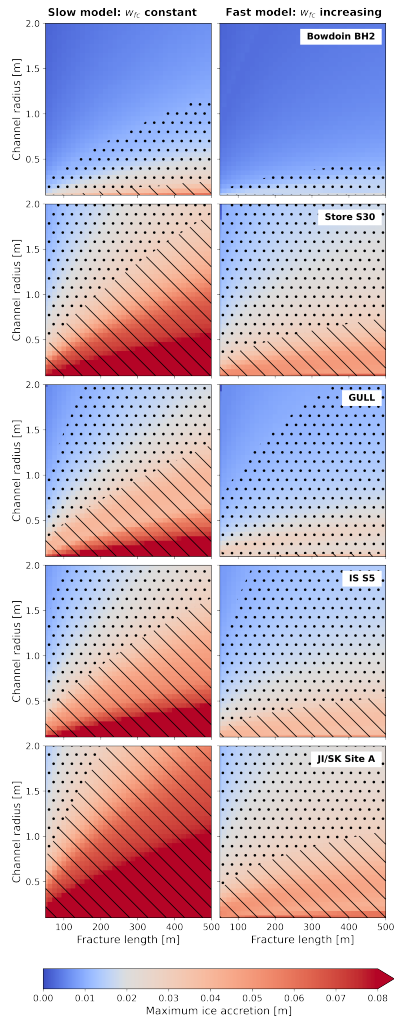 Slow model: w_fc constant Fast model: w_fc increasing
Bowdoin BH2
Channel radius [m]
2.0
1.5
1.0
0.5
Store S30
Channel radius [m]
2.0
1.5
1.0
0.5
GULL
Channel radius [m]
2.0
1.5
1.0
0.5
IS S5
Channel radius [m]
2.0
1.5
1.0
0.5
JI/SK Site A
Channel radius [m]
2.0
1.5
1.0
0.5
100 200 300 400 500 100 200 300 400 500
Fracture length [m] Fracture length [m]
0.00 0.01 0.02 0.03 0.04 0.05 0.06 0.07 0.08
Maximum ice accretion [m]